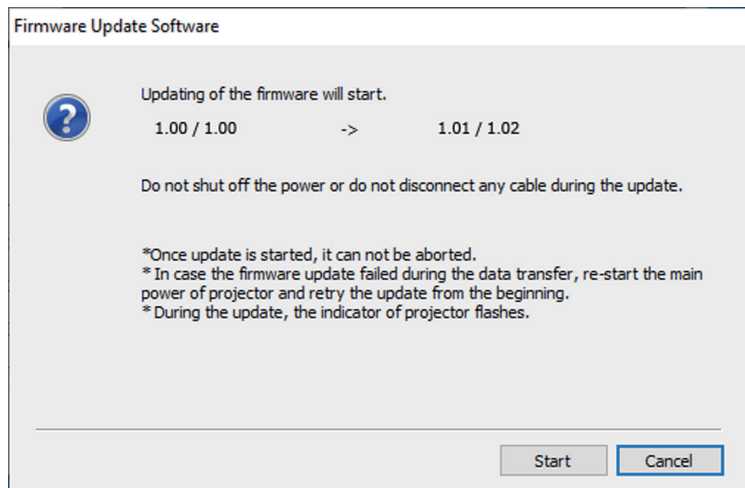 Firmware Update Software
Updating of the firmware will start.
1.00 / 1.00 -> 1.01 / 1.02
Do not shut off the power or do not disconnect any cable during the update.
*Once update is started, it can not be aborted.
* In case the firmware update failed during the data transfer, re-start the main
power of projector and retry the update from the beginning.
* During the update, the indicator of projector flashes.
Start Cancel